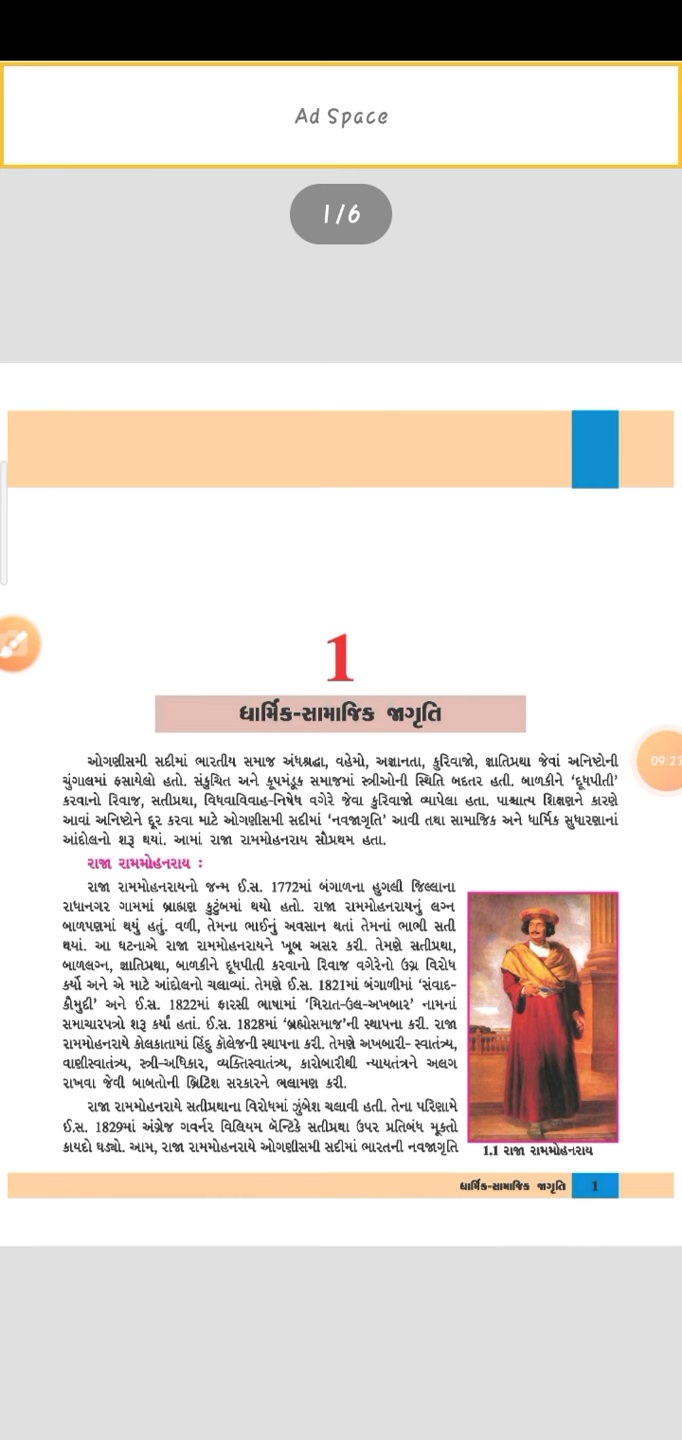 Ad Space
1/6
1
ધાર્મિક-સામાજિક જાગૃતિ
ઓગણીસમી સદીમાં ભારતીય સમાજ અંધશ્રદ્ધા, વહેમો, અજ્ઞાનતા, કુરિવાજો, જ્ઞાતિપ્રથા જેવાં અનિષ્ટોની
ચુંગાલમાં ફસાયેલો હતો. સંકુચિત અને કૂપમંડૂક સમાજમાં સ્ત્રીઓની સ્થિતિ બદતર હતી. બાળકીને ‘દૂધપીતી’
કરવાનો રિવાજ, સતીપ્રથા, વિધવાવિવાહ-નિષેધ વગેરે જેવા કુરિવાજો વ્યાપેલા હતા. પાશ્ચાત્ય શિક્ષણને કારણે
આવાં અનિષ્ટોને દૂર કરવા માટે ઓગણીસમી સદીમાં ‘નવજાગૃતિ’ આવી તથા સામાજિક અને ધાર્મિક સુધારણાનાં
આંદોલનો શરૂ થયાં. આમાં રાજા રામમોહનરાય સૌપ્રથમ હતા.
રાજા રામમોહનરાય :
રાજા રામમોહનરાયનો જન્મ ઈ.સ. 1772માં બંગાળના હુગલી જિલ્લાના
રાધાનગર ગામમાં બ્રાહ્મણ કુટુંબમાં થયો હતો. રાજા રામમોહનરાયનું લગ્ન
બાળપણમાં થયું હતું. વળી, તેમના ભાઈનું અવસાન થતાં તેમનાં ભાભી સતી
થયાં. આ ઘટનાએ રાજા રામમોહનરાયને ખૂબ અસર કરી. તેમણે સતીપ્રથા,
બાળલગ્ન, જ્ઞાતિપ્રથા, બાળકીને દૂધપીતી કરવાનો રિવાજ વગેરેનો ઉગ્ર વિરોધ
કર્યો અને એ માટે આંદોલનો ચલાવ્યાં. તેમણે ઈ.સ. 1821માં બંગાળીમાં ‘સંવાદ-
કૌમુદી’ અને ઈ.સ. 1822માં ફારસી ભાષામાં ‘મિરાત-ઉલ-અખબાર’ નામનાં
સમાચારપત્રો શરૂ કર્યાં હતાં. ઈ.સ. 1828માં ‘બ્રહ્મોસમાજ’ની સ્થાપના કરી. રાજા
રામમોહનરાયે કોલકાતામાં હિંદુ કૉલેજની સ્થાપના કરી. તેમણે અખબારી- સ્વાતંત્ર્ય,
વાણીસ્વાતંત્ર્ય, સ્ત્રી-અધિકાર, વ્યક્તિસ્વાતંત્ર્ય, કારોબારીથી ન્યાયતંત્રને અલગ
રાખવા જેવી બાબતોની બ્રિટિશ સરકારને ભલામણ કરી.
રાજા રામમોહનરાયે સતીપ્રથાના વિરોધમાં ઝુંબેશ ચલાવી હતી. તેના પરિણામે
ઈ.સ. 1829માં અંગ્રેજ ગવર્નર વિલિયમ બૅન્ટિંકે સતીપ્રથા ઉપર પ્રતિબંધ મૂકતો
કાયદો ઘડ્યો. આમ, રાજા રામમોહનરાયે ઓગણીસમી સદીમાં ભારતની નવજાગૃતિ
1.1 રાજા રામમોહનરાય
ધાર્મિક-સામાજિક જાગૃતિ 1
09:23